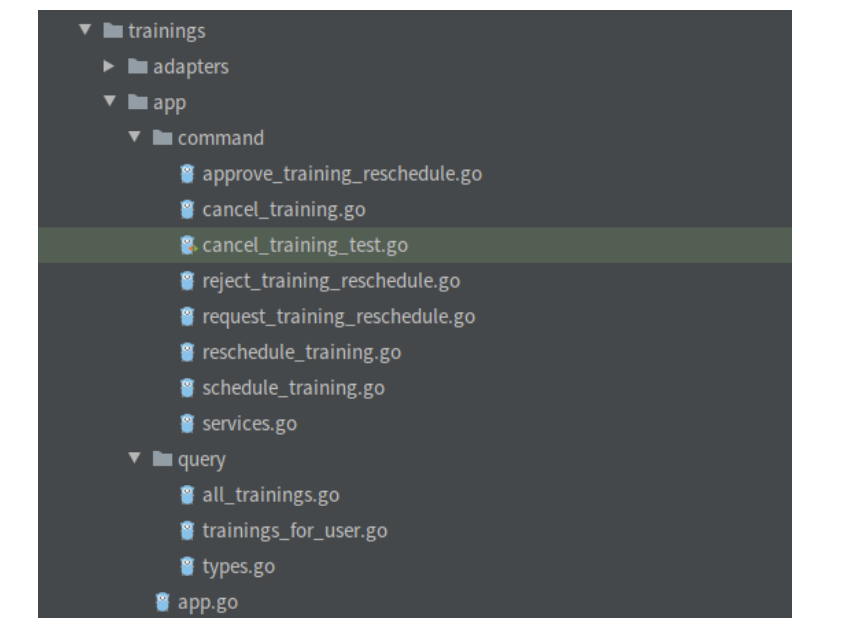 trainings
adapters
app
command
approve_training_reschedule.go
cancel_training.go
cancel_training_test.go
reject_training_reschedule.go
request_training_reschedule.go
reschedule_training.go
schedule_training.go
services.go
query
all_trainings.go
trainings_for_user.go
types.go
app.go